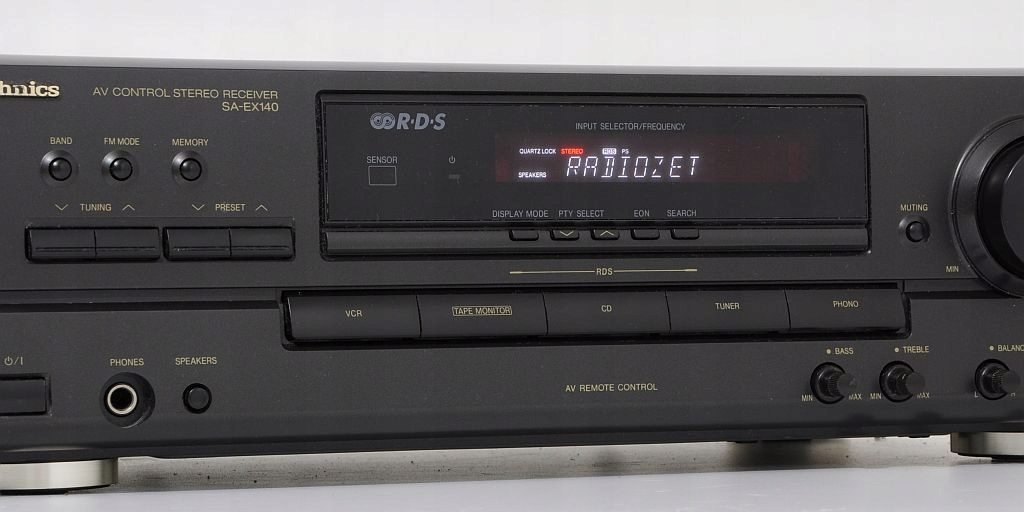 hnics
AV CONTROL STEREO RECEIVER
SA-EX140
R·D·S
INPUT SELECTOR/FREQUENCY
BAND FM MODE MEMORY
SENSOR
QUARTZ LOCK STEREO RDS PS
SPEAKERS RADIOZET
TUNING PRESET
DISPLAY MODE PTY SELECT EON SEARCH
MUTING
MIN
RDS
VCR TAPE MONITOR CD TUNER PHONO
PHONES SPEAKERS
BASS TREBLE BALANC
AV REMOTE CONTROL
MIN MAX MIN MAX L R